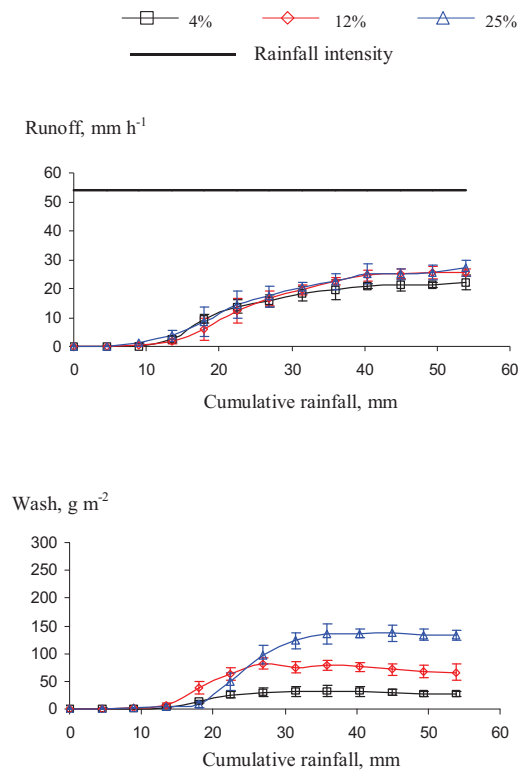 4% 12% 25%
Rainfall intensity
Runoff, mm h⁻¹
60
50
40
30
20
10
0
0 10 20 30 40 50 60
Cumulative rainfall, mm
Wash, g m⁻²
300
250
200
150
100
50
0
0 10 20 30 40 50 60
Cumulative rainfall, mm